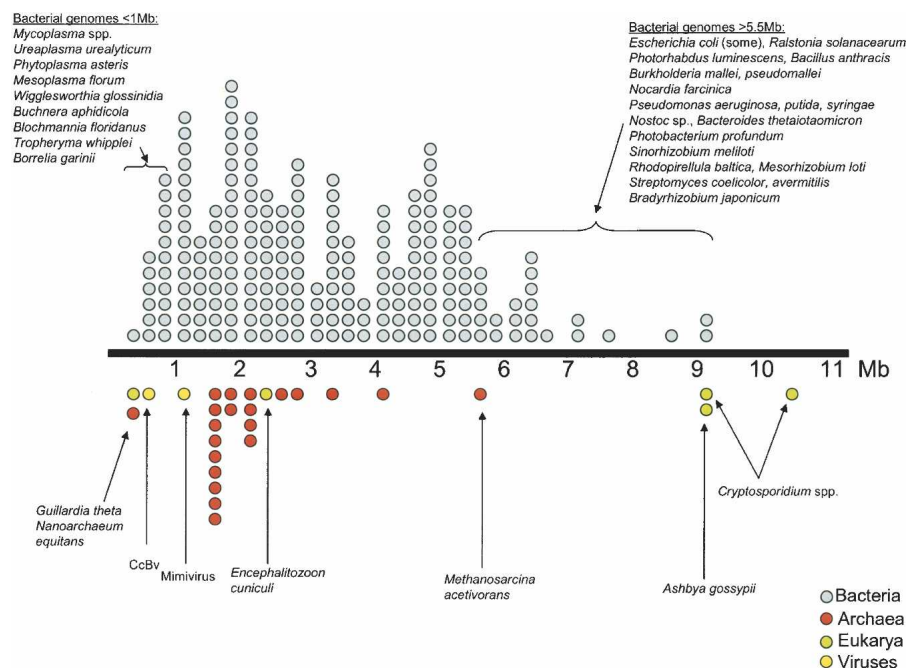 Bacterial genomes <1Mb:
Mycoplasma spp.
Ureaplasma urealyticum
Phytoplasma asteris
Mesoplasma florum
Wigglesworthia glossinidia
Buchnera aphidicola
Blochmannia floridanus
Tropheryma whipplei
Borrelia garinii
Bacterial genomes >5.5Mb:
Escherichia coli (some), Ralstonia solanacearum
Photorhabdus luminescens, Bacillus anthracis
Burkholderia mallei, pseudomallei
Nocardia farcinica
Pseudomonas aeruginosa, putida, syringae
Nostoc sp., Bacteroides thetaiotaomicron
Photobacterium profundum
Sinorhizobium meliloti
Rhodopirellula baltica, Mesorhizobium loti
Streptomyces coelicolor, avermitilis
Bradyrhizobium japonicum
1 2 3 4 5 6 7 8 9 10 11 Mb
Guillardia theta
Nanoarchaeum
equitans
CcBv
Mimivirus
Encephalitozoon
cuniculi
Methanosarcina
acetivorans
Ashbya gossypii
Cryptosporidium spp.
Bacteria
Archaea
Eukarya
Viruses